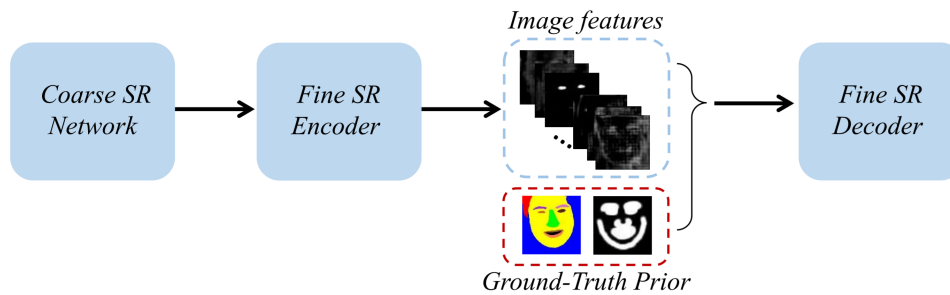 Image features
Coarse SR
Network
Fine SR
Encoder
Fine SR
Decoder
Ground-Truth Prior